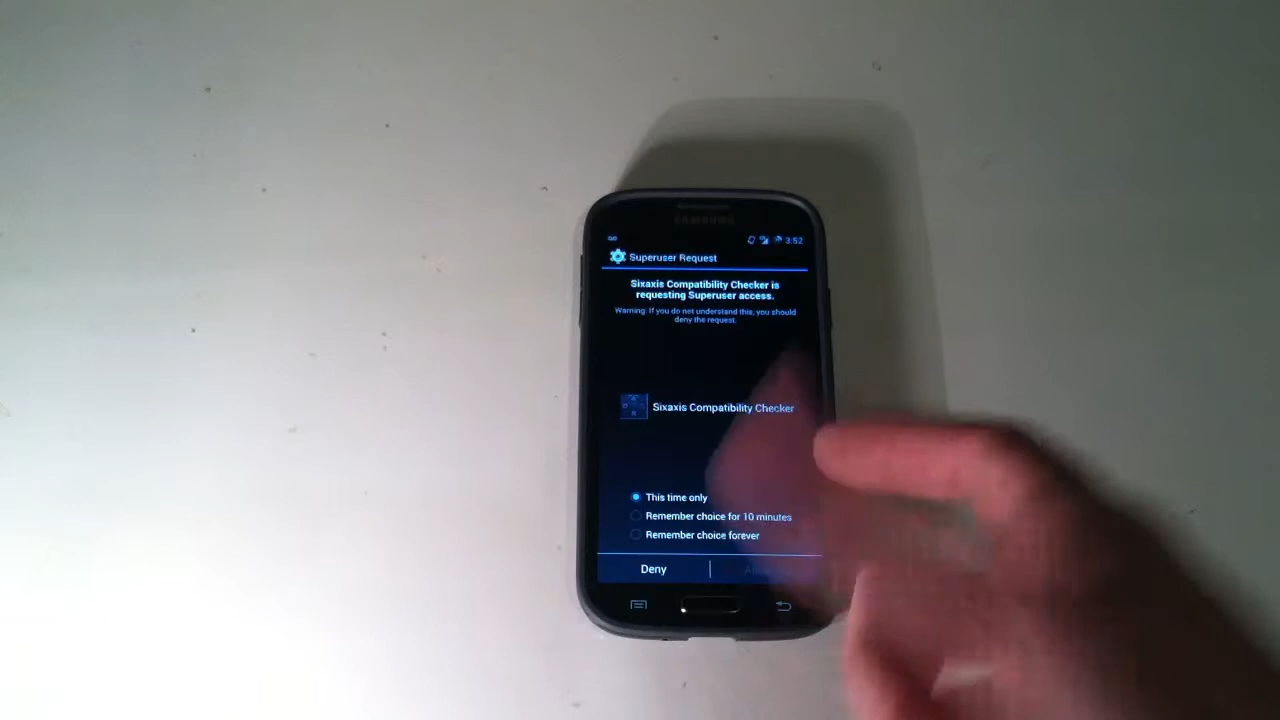 SAMSUNG
3:52
Superuser Request
Sixaxis Compatibility Checker is
requesting Superuser access.
Warning: If you do not understand this, you should
deny the request.
Sixaxis Compatibility Checker
This time only
Remember choice for 10 minutes
Remember choice forever
Deny